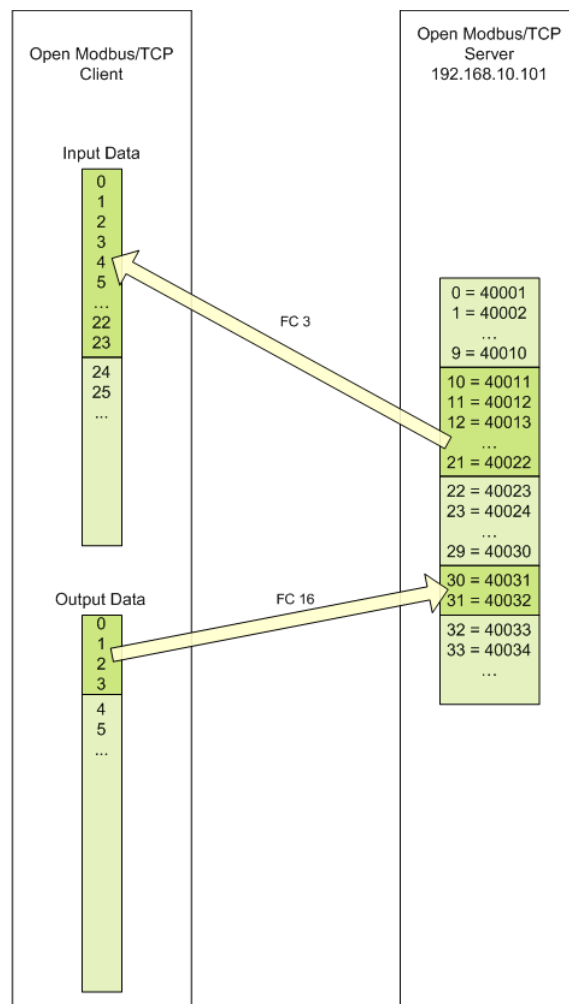 Open Modbus/TCP
Client
Input Data
0
1
2
3
4
5
...
22
23
24
25
...
Output Data
0
1
2
3
4
5
...
FC 3
FC 16
Open Modbus/TCP
Server
192.168.10.101
0 = 40001
1 = 40002
...
9 = 40010
10 = 40011
11 = 40012
12 = 40013
...
21 = 40022
22 = 40023
23 = 40024
...
29 = 40030
30 = 40031
31 = 40032
32 = 40033
33 = 40034
...